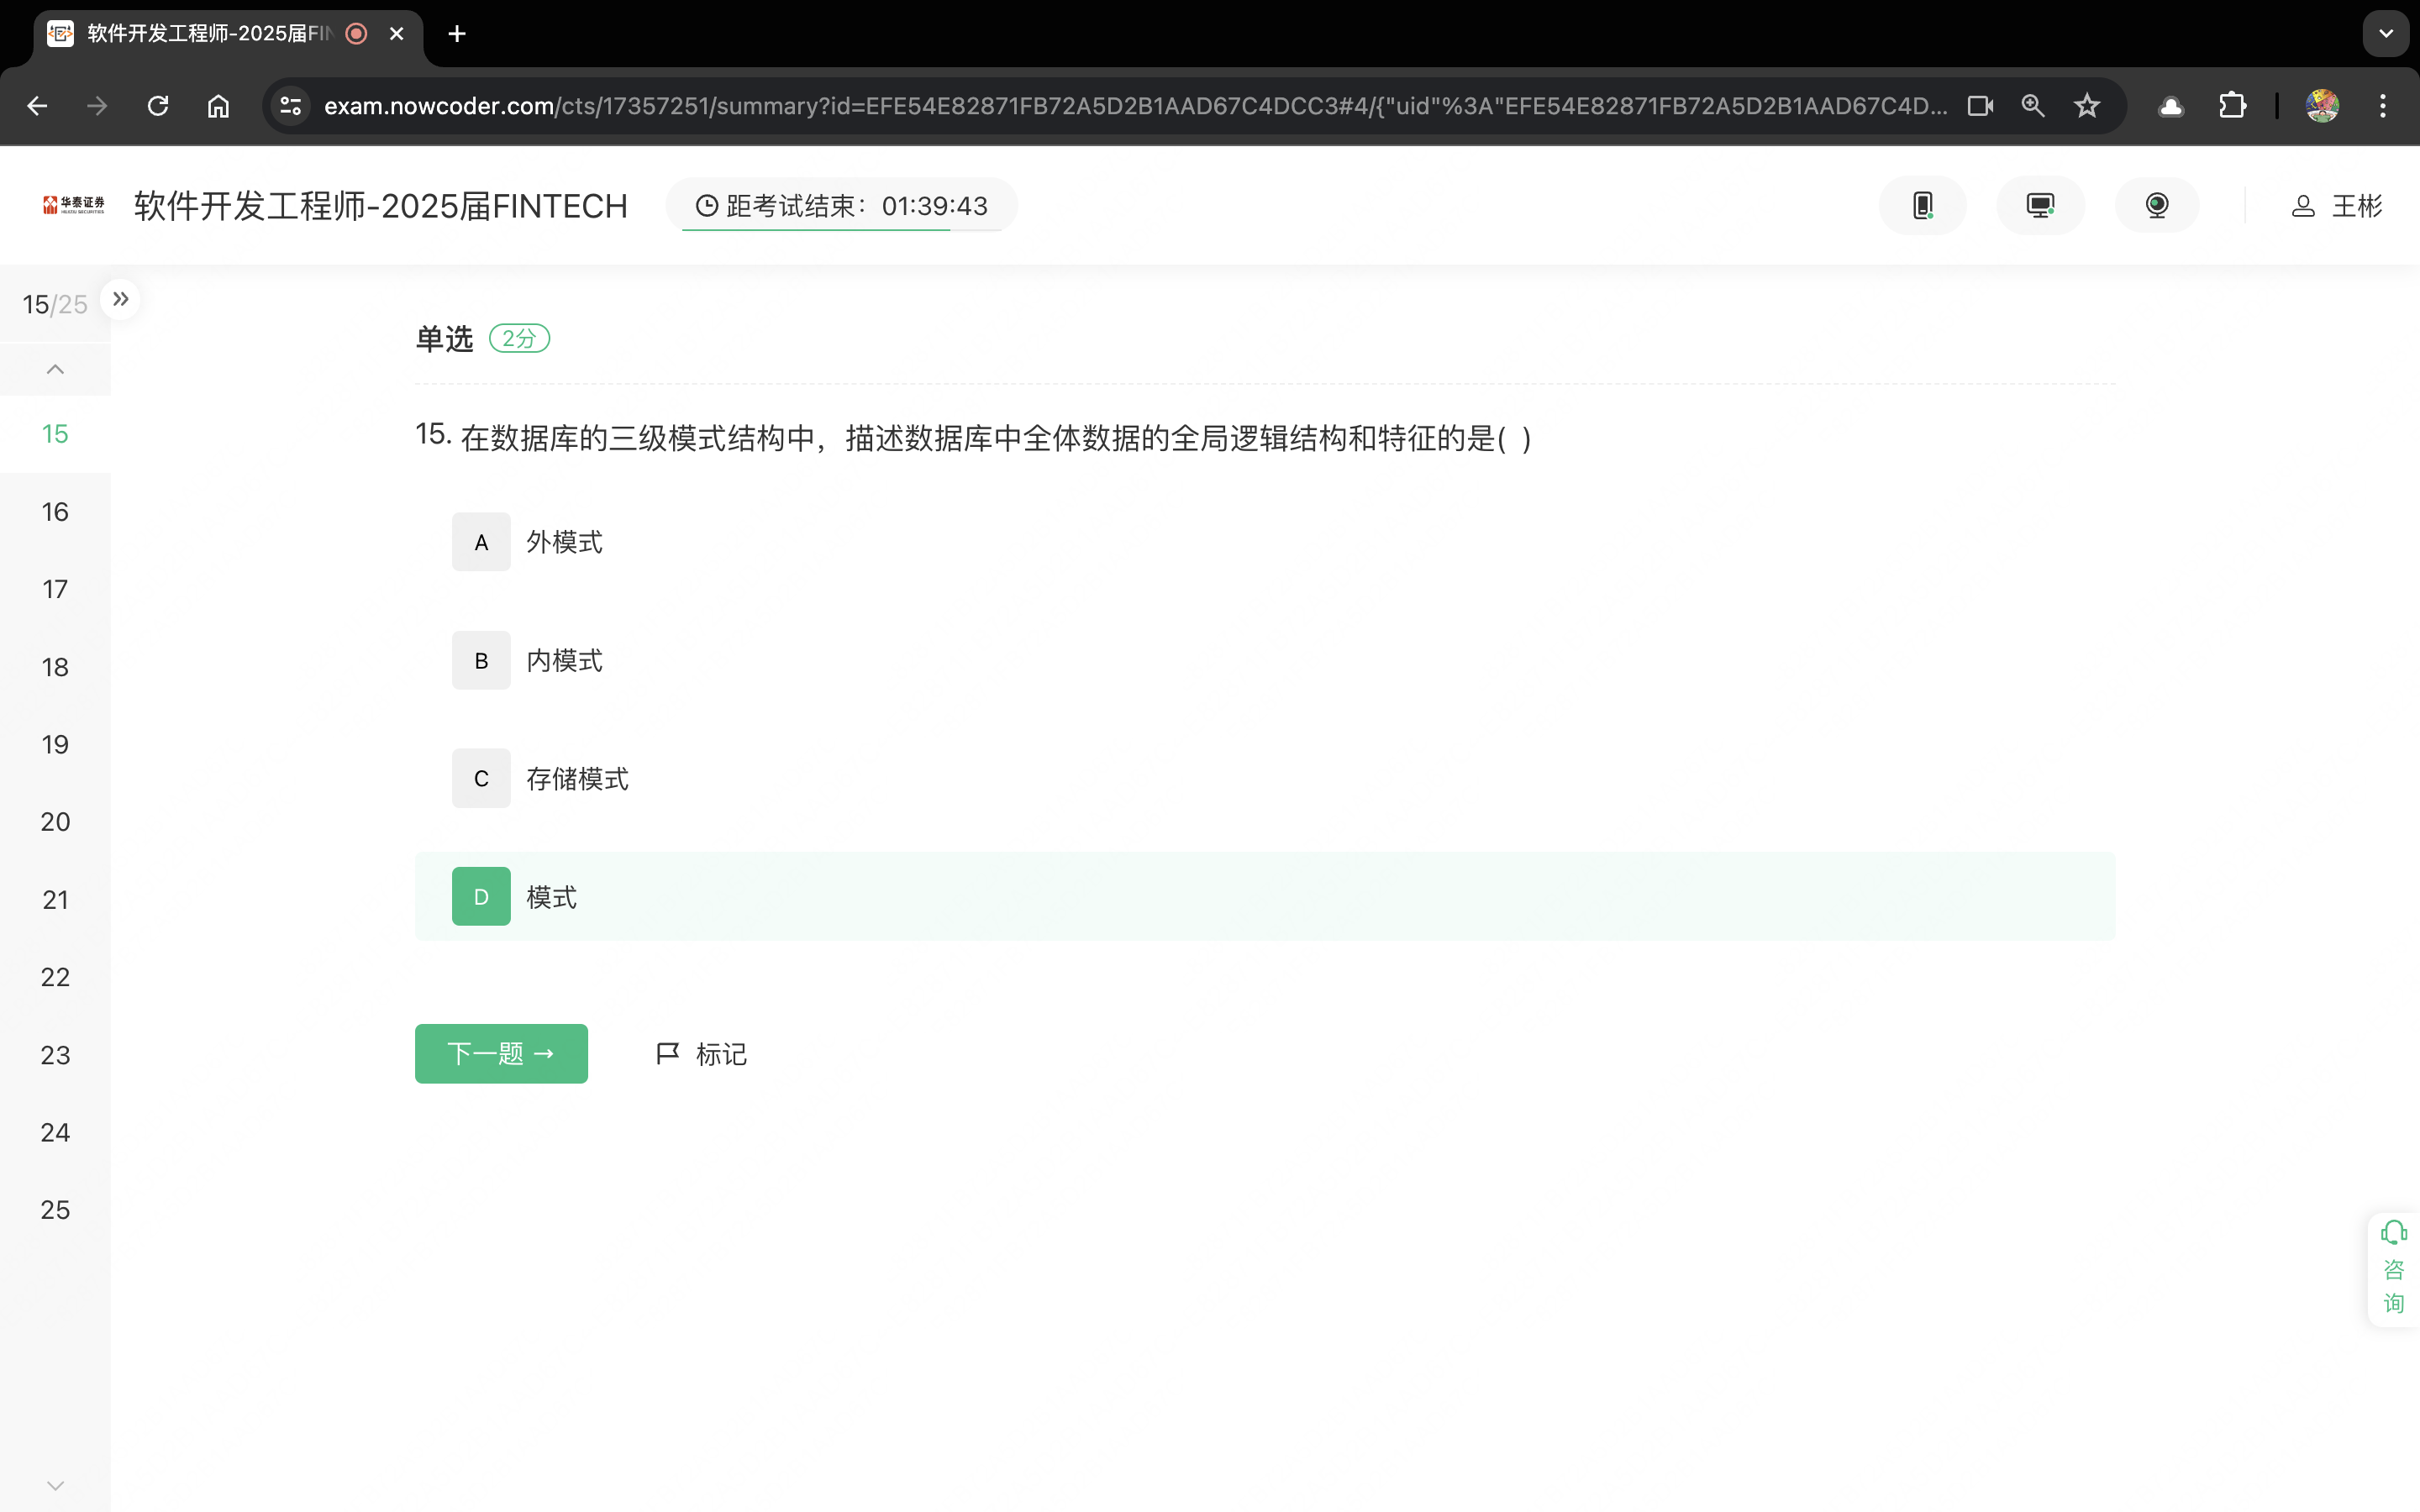 软件开发工程师-2025届FIN
exam.nowcoder.com/cts/17357251/summary?id=EFE54E82871FB72A5D2B1AAD67C4DCC3#4/{"uid"%3A"EFE54E82871FB72A5D2B1AAD67C4D...
华泰证券
HUATAI SECURITIES
软件开发工程师-2025届FINTECH
距考试结束：01:39:43
王彬
15/25
单选 2分
15. 在数据库的三级模式结构中，描述数据库中全体数据的全局逻辑结构和特征的是( )
A 外模式
B 内模式
C 存储模式
D 模式
下一题 →
标记
15
16
17
18
19
20
21
22
23
24
25
咨
询